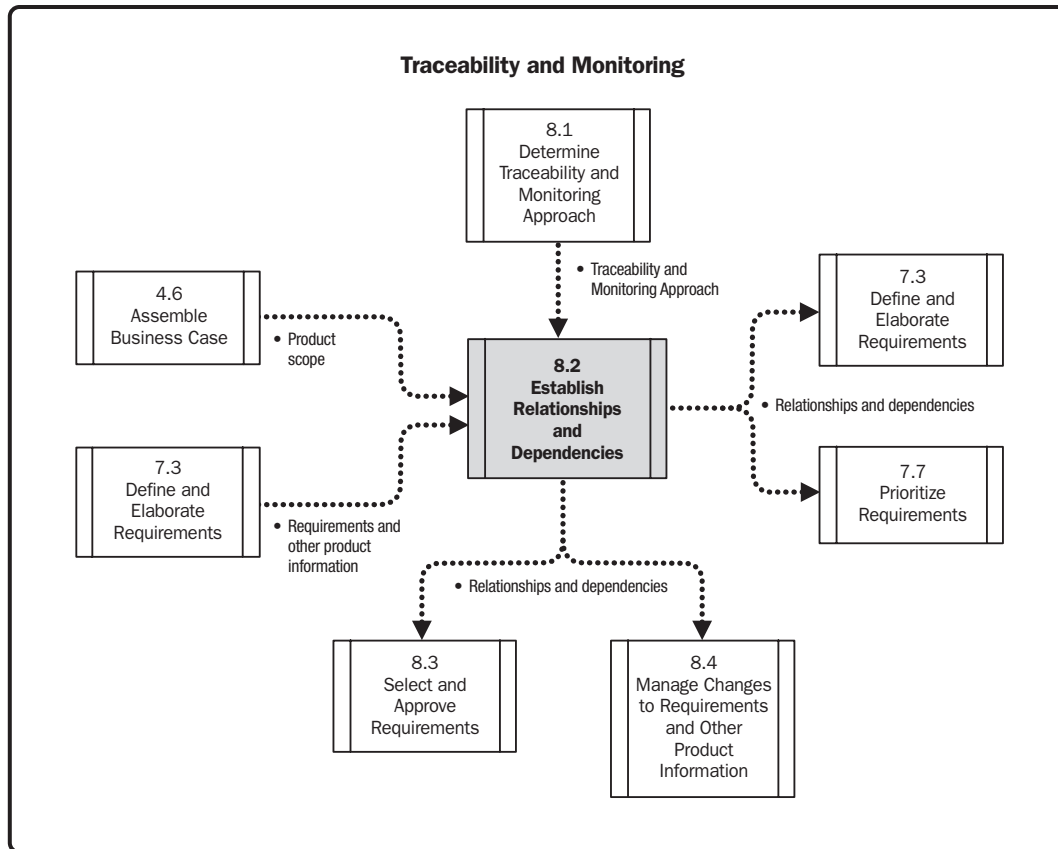 Traceability and Monitoring
8.1
Determine
Traceability and
Monitoring
Approach
• Traceability and
Monitoring Approach
4.6
Assemble
Business Case
• Product
scope
7.3
Define and
Elaborate
Requirements
8.2
Establish
Relationships
and
Dependencies
• Relationships and dependencies
7.3
Define and
Elaborate
Requirements
• Requirements and
other product
information
7.7
Prioritize
Requirements
• Relationships and dependencies
8.3
Select and
Approve
Requirements
8.4
Manage Changes
to Requirements
and Other
Product
Information